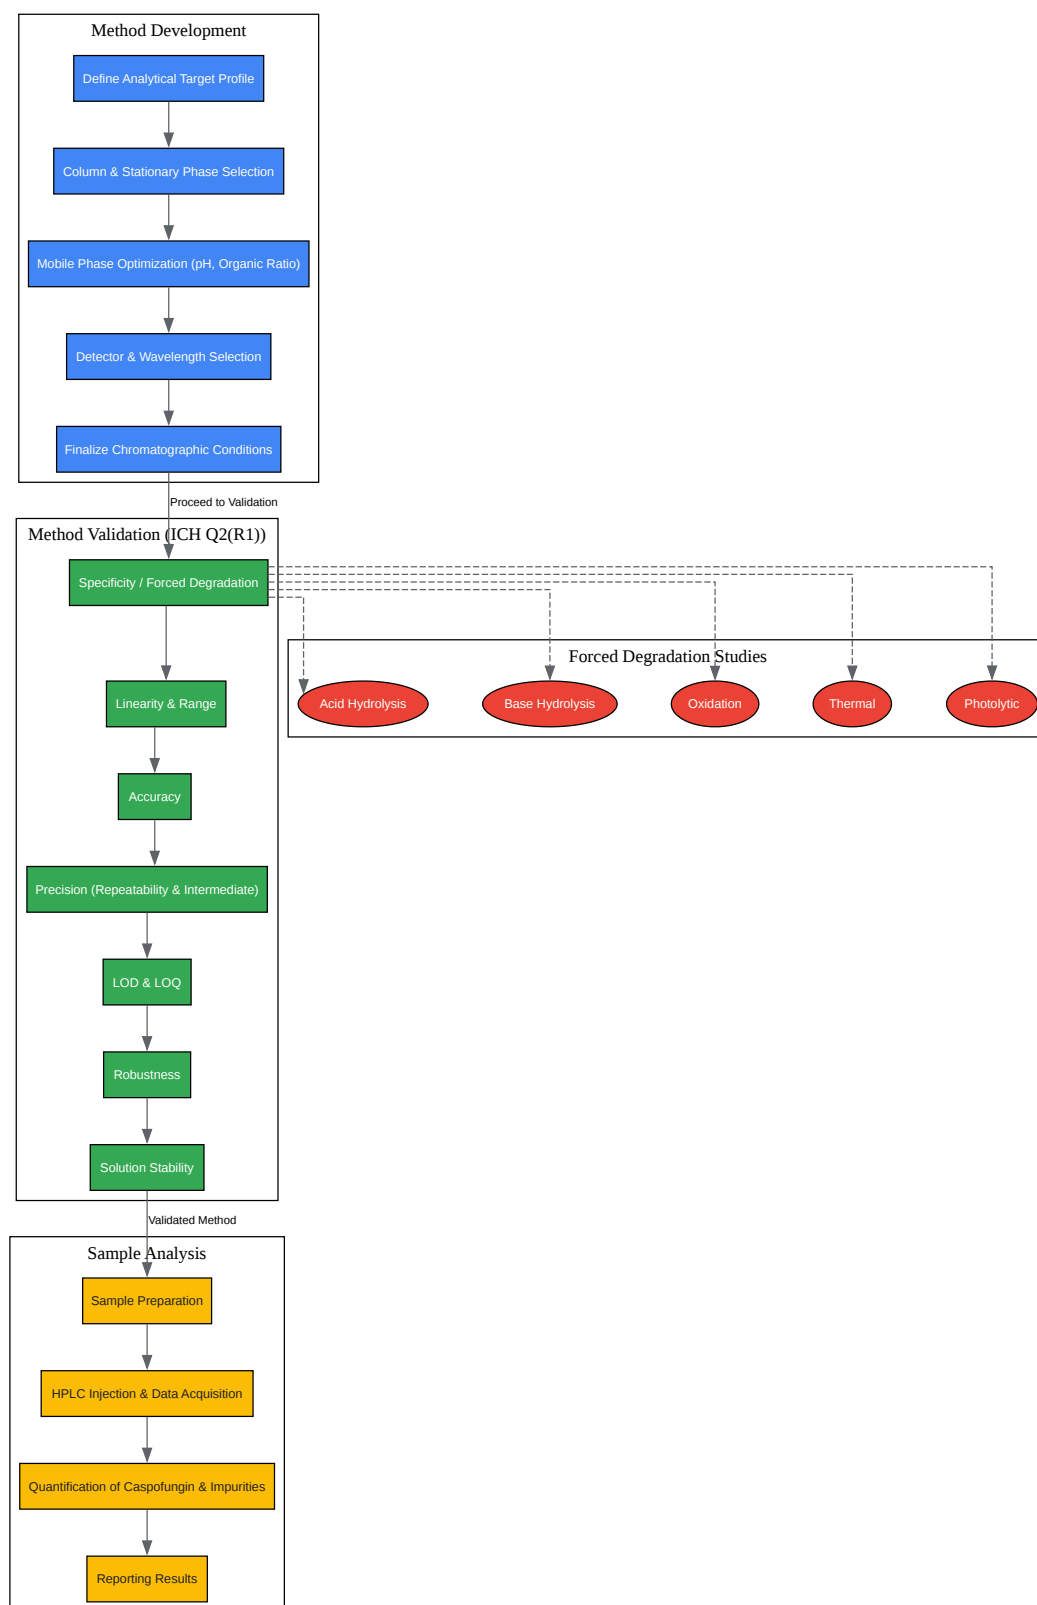 Method Development
Define Analytical Target Profile
Column & Stationary Phase Selection
Mobile Phase Optimization (pH, Organic Ratio)
Detector & Wavelength Selection
Finalize Chromatographic Conditions
Proceed to Validation
Method Validation (ICH Q2(R1))
Specificity / Forced Degradation
Forced Degradation Studies
Acid Hydrolysis
Base Hydrolysis
Oxidation
Thermal
Photolytic
Linearity & Range
Accuracy
Precision (Repeatability & Intermediate)
LOD & LOQ
Robustness
Solution Stability
Validated Method
Sample Analysis
Sample Preparation
HPLC Injection & Data Acquisition
Quantification of Caspofungin & Impurities
Reporting Results